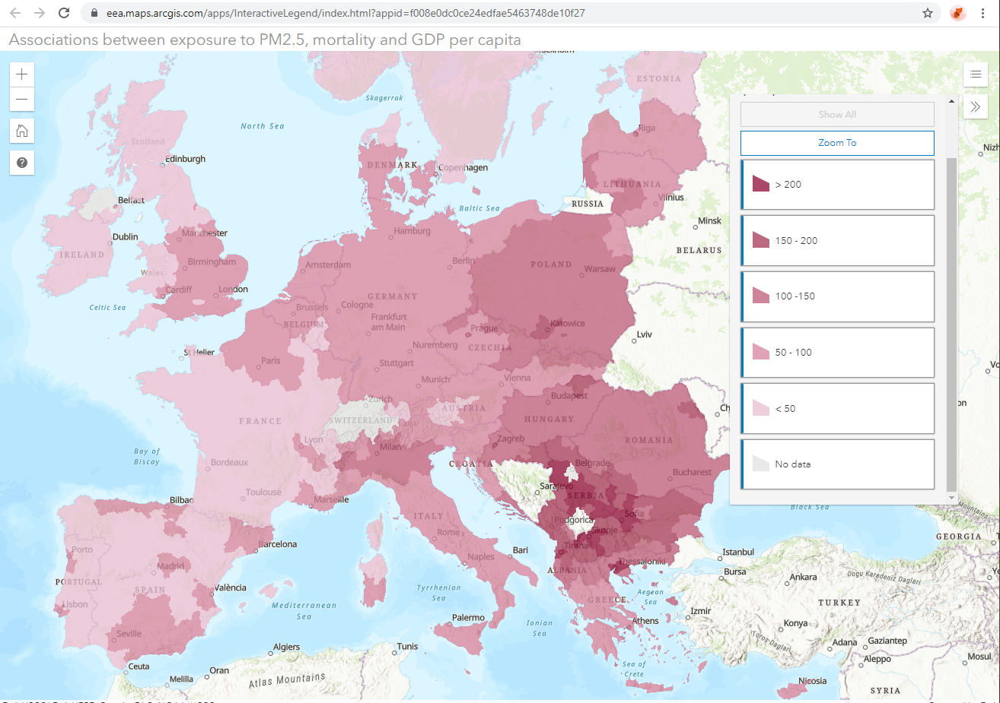 eea.maps.arcgis.com/apps/InteractiveLegend/index.html?appid=f008e0dc0ce24edfae5463748de10f27
Associations between exposure to PM2.5, mortality and GDP per capita
Show All
Zoom To
> 200
150 - 200
100 -150
50 - 100
< 50
No data
ESTONIA
Skagerrak
North Sea
Riga
Scotland
Edinburgh
DENMARK
Copenhagen
LITHUANIA
Vilnius
Belfast
Baltic Sea
RUSSIA
Minsk
Dublin
Manchester
Hamburg
IRELAND
BELARUS
Birmingham
Amsterdam
Berlin
POLAND
Warsaw
Wales
Cardiff
London
GERMANY
Celtic Sea
Brussels
Cologne
BELGIUM
Frankfurt
am Main
Prague
Katowice
Lviv
St Helier
Nuremberg
CZECHIA
Paris
Stuttgart
Munich
Vienna
Zurich
Budapest
FRANCE
SWITZERLAND
AUSTRIA
HUNGARY
Lyon
Milan
Zagreb
ROMANIA
Bay of
Biscay
Bordeaux
CROATIA
Belgrade
Bucharest
Toulouse
Sarajevo
SERBIA
Bilbao
Marseille
ITALY
Podgorica
Sofia
Black Sea
Mountains
Rome
Skopje
GEORGIA
Porto
Barcelona
Bari
Tirana
Istanbul
Madrid
Naples
ALBANIA
Thessaloniki
Bursa
Ankara
Dogu Karadeniz Daglari
PORTUGAL
SPAIN
València
Tyrrhenian
Sea
Aegean
Sea
Lisbon
Mediterranean
Sea
GREECE
TURKEY
Izmir
Palermo
Ionian
Sea
Athens
Konya
Seville
Toros Daglari
Adana
Gaziantep
Algiers
Tunis
Aleppo
Mosul
Ceuta
Oran
Sea of
Crete
Melilla
Atlas Mountains
Nicosia
SYRIA